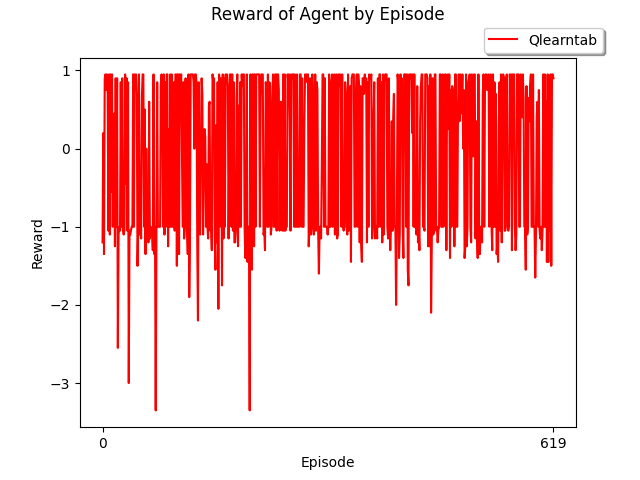 Reward of Agent by Episode
Qlearntab
1
0
−1
−2
−3
Reward
0
619
Episode